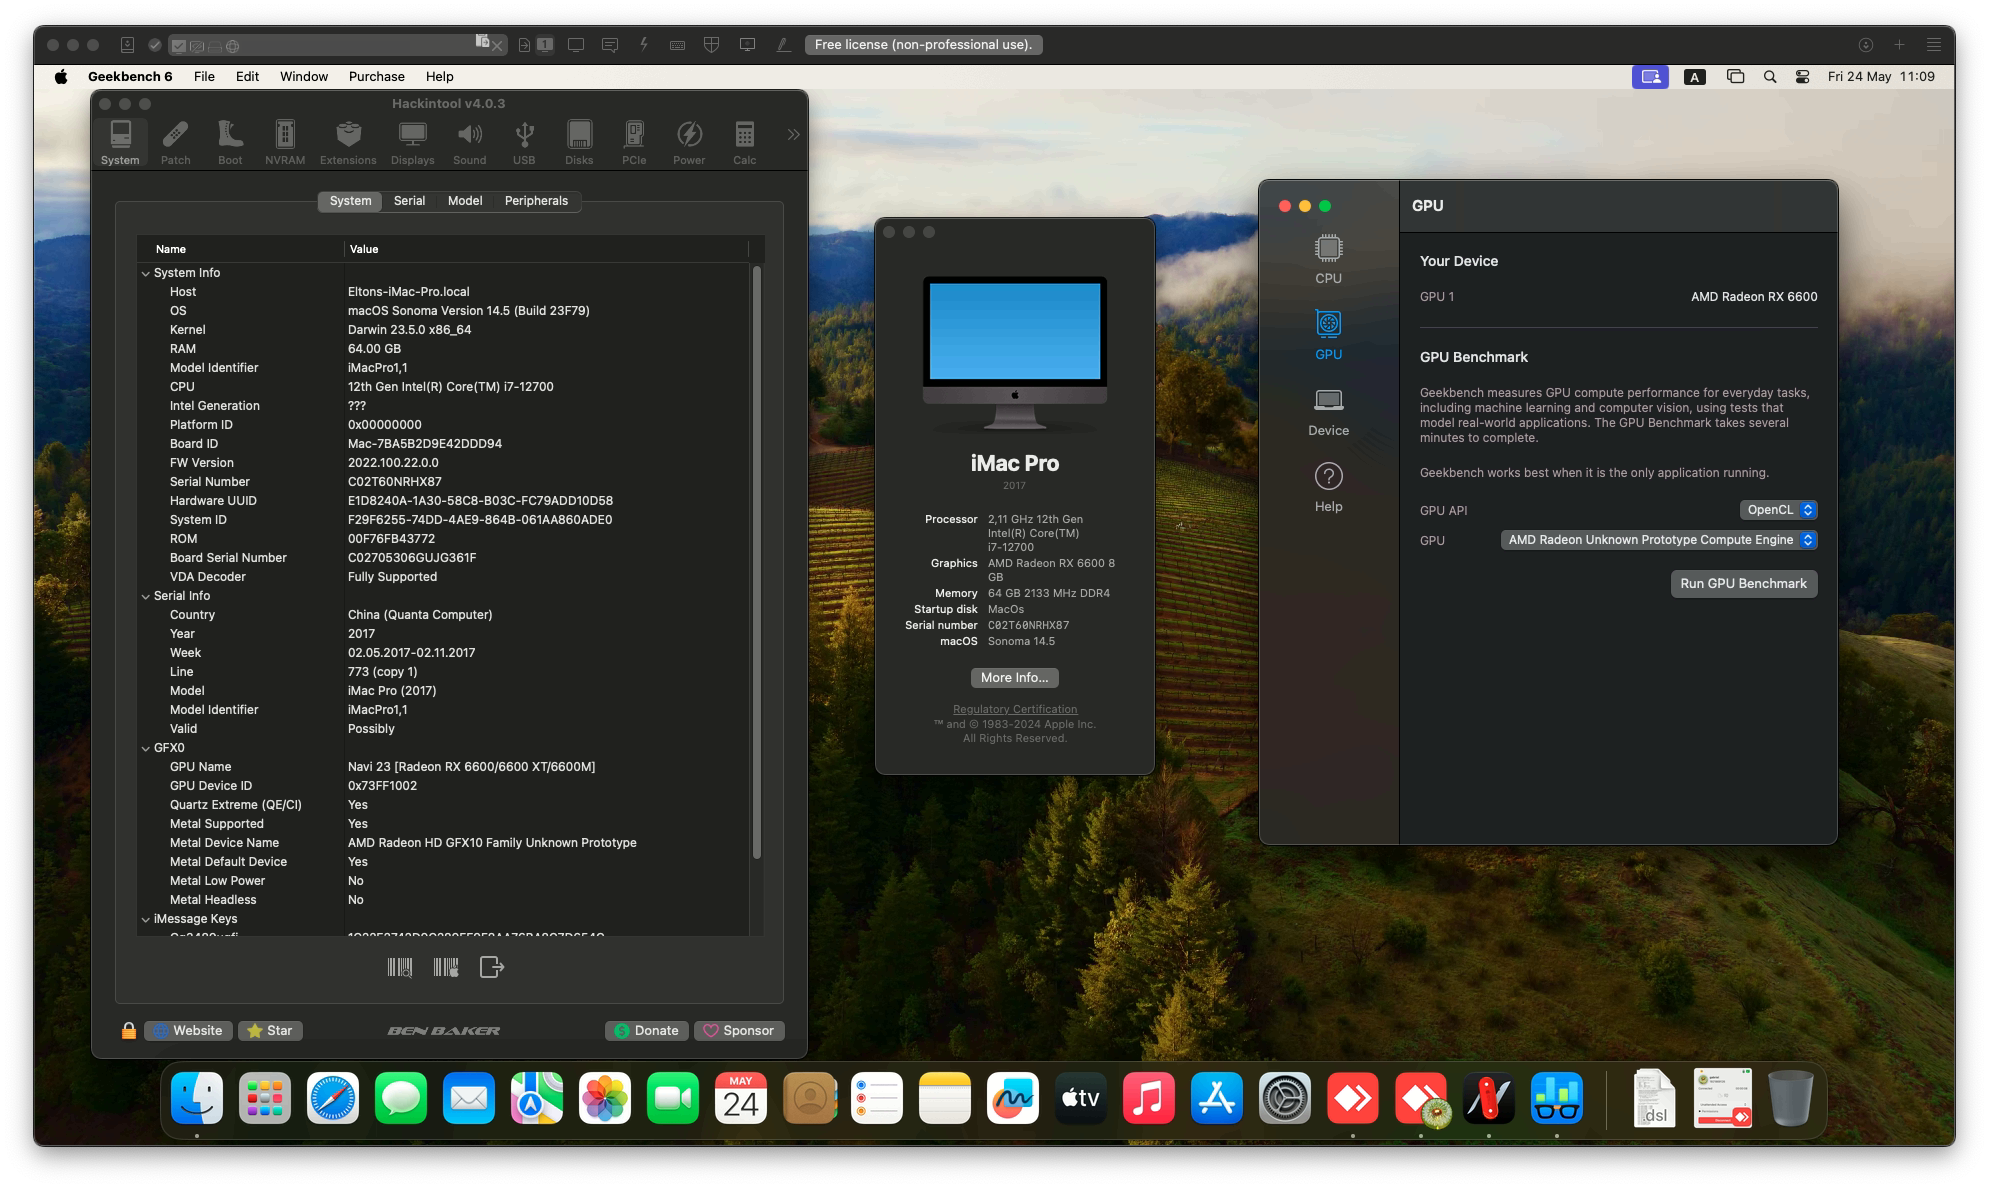 1
Free license (non-professional use).
Geekbench 6 File Edit Window Purchase Help
A
Fri 24 May 11:09
Hackintool v4.0.3
System Patch Boot NVRAM Extensions Displays Sound USB Disks PCIe Power Calc
System Serial Model Peripherals
Name Value
System Info
Host Eltons-iMac-Pro.local
OS macOS Sonoma Version 14.5 (Build 23F79)
Kernel Darwin 23.5.0 x86_64
RAM 64.00 GB
Model Identifier iMacPro1,1
CPU 12th Gen Intel(R) Core(TM) i7-12700
Intel Generation ???
Platform ID 0x00000000
Board ID Mac-7BA5B2D9E42DDD94
FW Version 2022.100.22.0.0
Serial Number C02T60NRHX87
Hardware UUID E1D8240A-1A30-58C8-B03C-FC79ADD10D58
System ID F29F6255-74DD-4AE9-864B-061AA860ADE0
ROM 00F76FB43772
Board Serial Number C02705306GUJG361F
VDA Decoder Fully Supported
Serial Info
Country China (Quanta Computer)
Year 2017
Week 02.05.2017-02.11.2017
Line 773 (copy 1)
Model iMac Pro (2017)
Model Identifier iMacPro1,1
Valid Possibly
GFX0
GPU Name Navi 23 [Radeon RX 6600/6600 XT/6600M]
GPU Device ID 0x73FF1002
Quartz Extreme (QE/CI) Yes
Metal Supported Yes
Metal Device Name AMD Radeon HD GFX10 Family Unknown Prototype
Metal Default Device Yes
Metal Low Power No
Metal Headless No
iMessage Keys
Website Star BEN BAKER Donate Sponsor
iMac Pro
2017
Processor 2,11 GHz 12th Gen
Intel(R) Core(TM)
i7-12700
Graphics AMD Radeon RX 6600 8
GB
Memory 64 GB 2133 MHz DDR4
Startup disk MacOs
Serial number C02T60NRHX87
macOS Sonoma 14.5
More Info...
Regulatory Certification
™ and © 1983-2024 Apple Inc.
All Rights Reserved.
CPU
GPU
Device
Help
GPU
Your Device
GPU 1 AMD Radeon RX 6600
GPU Benchmark
Geekbench measures GPU compute performance for everyday tasks,
including machine learning and computer vision, using tests that
model real-world applications. The GPU Benchmark takes several
minutes to complete.
Geekbench works best when it is the only application running.
GPU API OpenCL
GPU AMD Radeon Unknown Prototype Compute Engine
Run GPU Benchmark
MAY
24
tv
.dsl